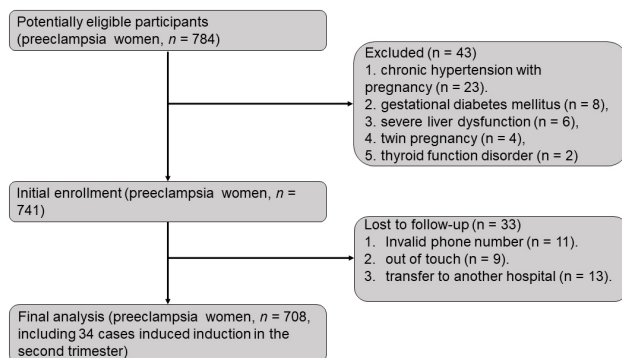 Potentially eligible participants
(preeclampsia women, n = 784)
Excluded (n = 43)
1. chronic hypertension with
pregnancy (n = 23).
2. gestational diabetes mellitus (n = 8),
3. severe liver dysfunction (n = 6),
4. twin pregnancy (n = 4),
5. thyroid function disorder (n = 2)
Initial enrollment (preeclampsia women, n =
741)
Lost to follow-up (n = 33)
1. Invalid phone number (n = 11).
2. out of touch (n = 9).
3. transfer to another hospital (n = 13).
Final analysis (preeclampsia women, n = 708,
including 34 cases induced induction in the
second trimester)